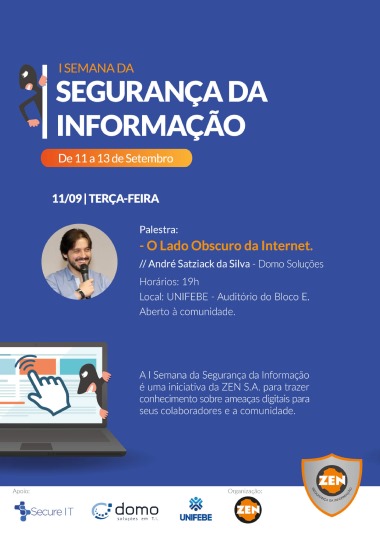 I SEMANA DA
SEGURANÇA DA
INFORMAÇÃO
De 11 a 13 de Setembro
11/09 | TERÇA-FEIRA
Palestra:
- O Lado Obscuro da Internet.
// André Satziack da Silva - Domo Soluções
Horários: 19h
Local: UNIFEBE - Auditório do Bloco E.
Aberto à comunidade.
A I Semana da Segurança da Informação
é uma iniciativa da ZEN S.A. para trazer
conhecimento sobre ameaças digitais para
seus colaboradores e a comunidade.
ZEN
SEGURANÇA DA INFORMAÇÃO
Apoio:
Organização:
Secure IT
domo
soluções em T.I.
UNIFEBE
ZEN